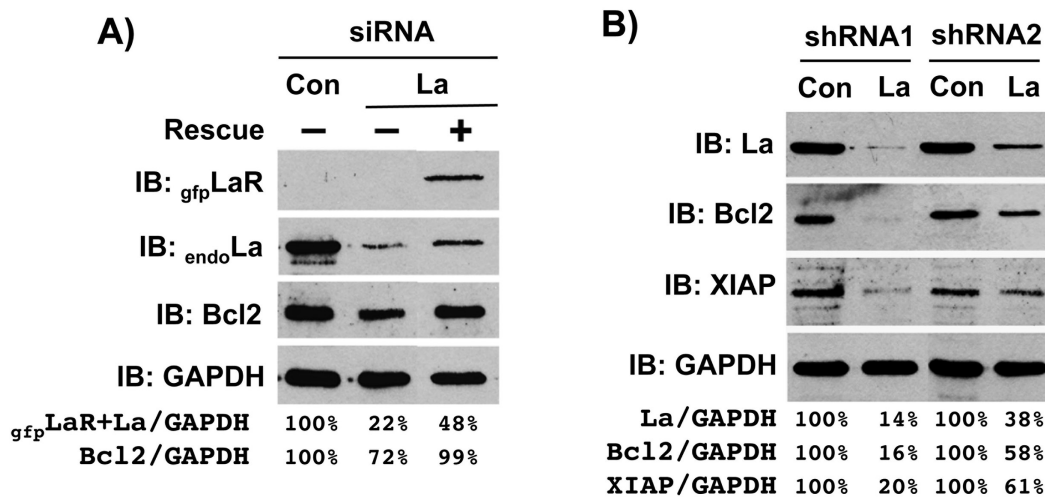 A)
siRNA
Con La
Rescue − − +
IB: gfpLaR
IB: endoLa
IB: Bcl2
IB: GAPDH
gfpLaR+La/GAPDH 100% 22% 48%
Bcl2/GAPDH 100% 72% 99%
B)
shRNA1 shRNA2
Con La Con La
IB: La
IB: Bcl2
IB: XIAP
IB: GAPDH
La/GAPDH 100% 14% 100% 38%
Bcl2/GAPDH 100% 16% 100% 58%
XIAP/GAPDH 100% 20% 100% 61%